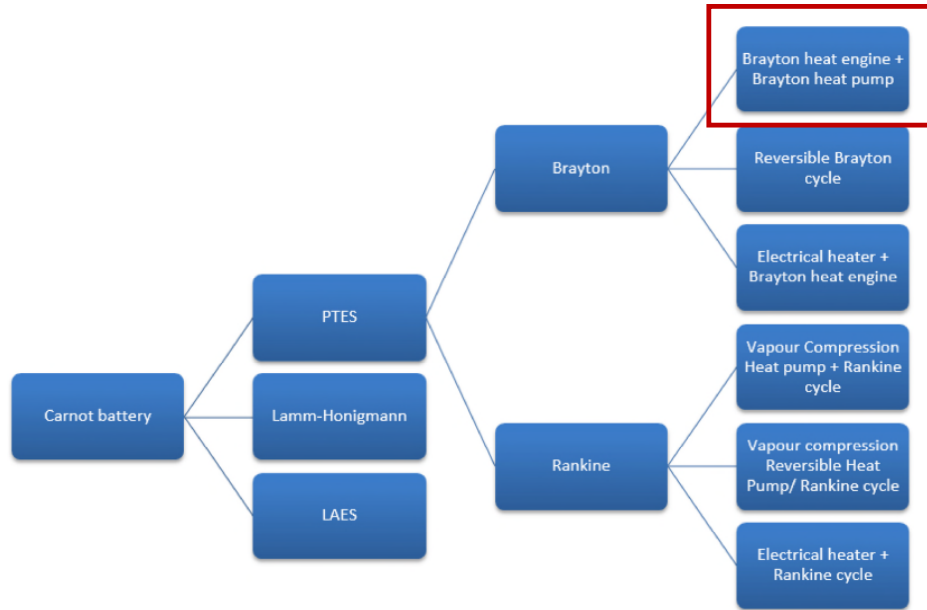 Brayton heat engine +
Brayton heat pump
Brayton
Reversible Brayton
cycle
Electrical heater +
Brayton heat engine
PTES
Vapour Compression
Heat pump + Rankine
cycle
Carnot battery
Lamm-Honigmann
Rankine
Vapour compression
Reversible Heat
Pump/ Rankine cycle
LAES
Electrical heater +
Rankine cycle